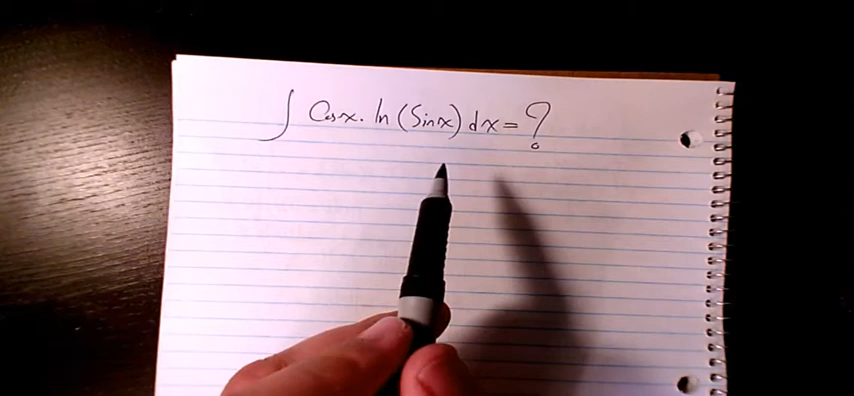 ∫ Cosx. ln (Sinx) dx = ?